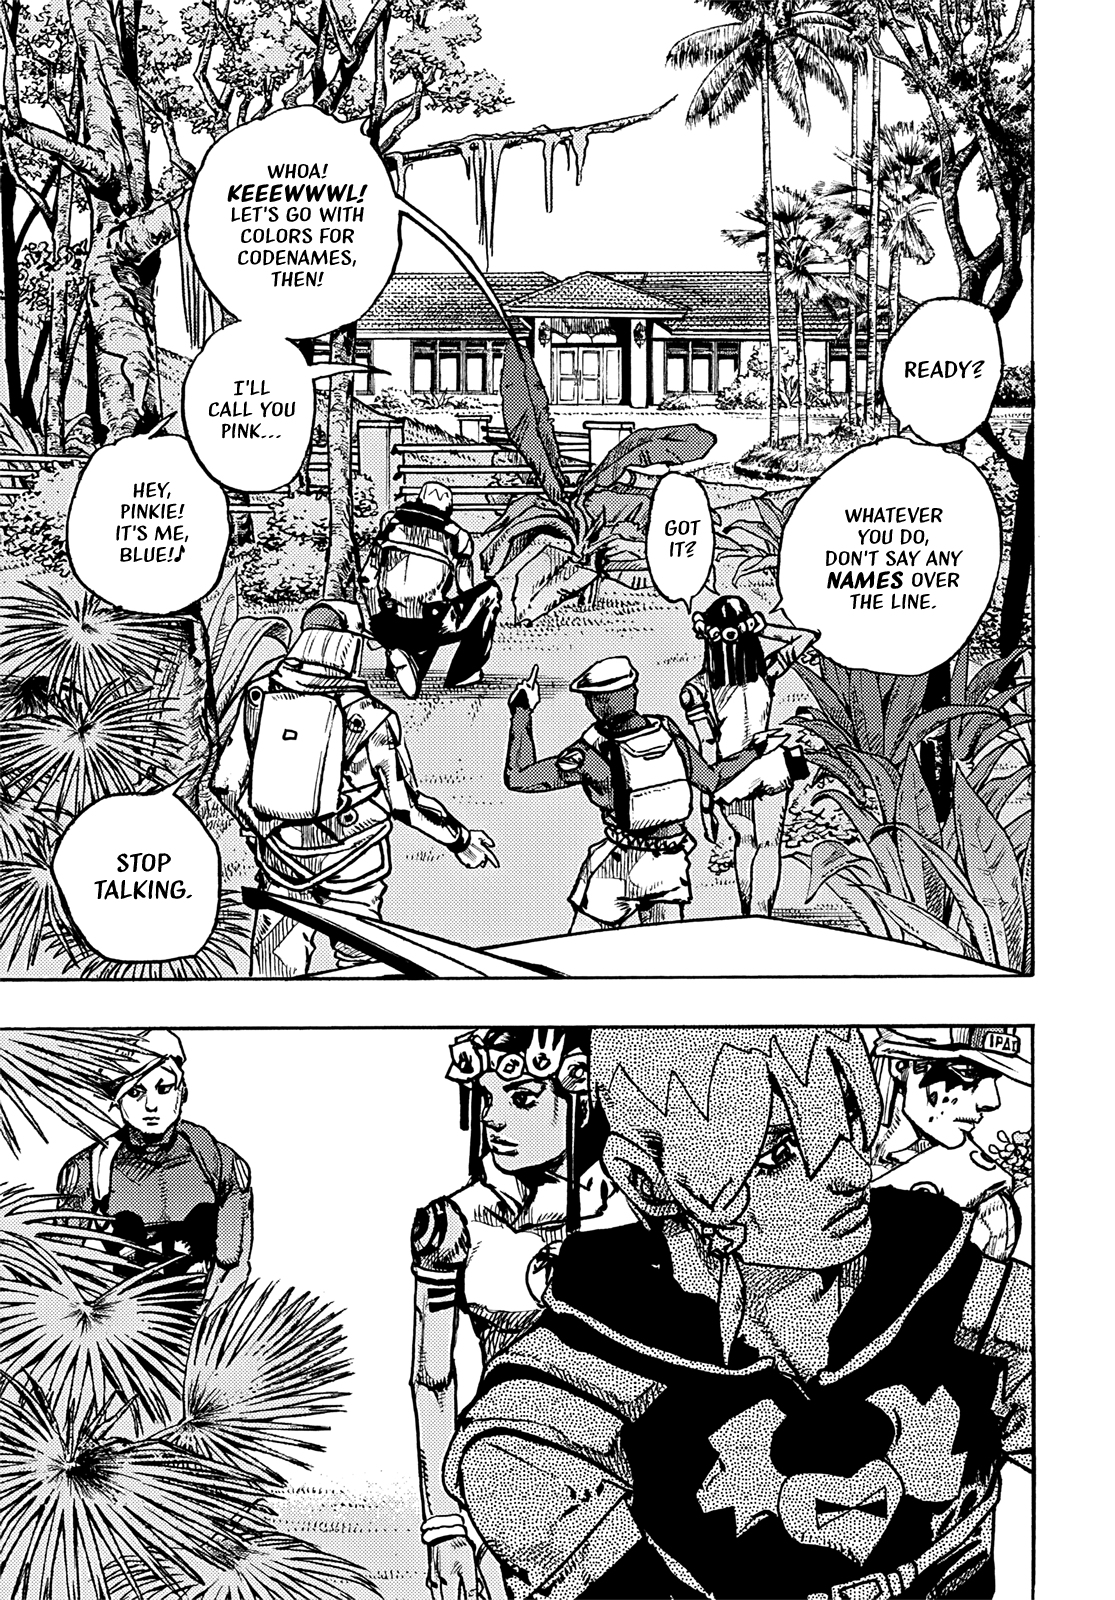 READY?
WHATEVER
YOU DO,
DON'T SAY ANY
NAMES OVER
THE LINE.
GOT
IT?
WHOA!
KEEEWWWL!
LET'S GO WITH
COLORS FOR
CODENAMES,
THEN!
I'LL
CALL YOU
PINK...
HEY,
PINKIE!
IT'S ME,
BLUE!♪
STOP
TALKING.
IPA